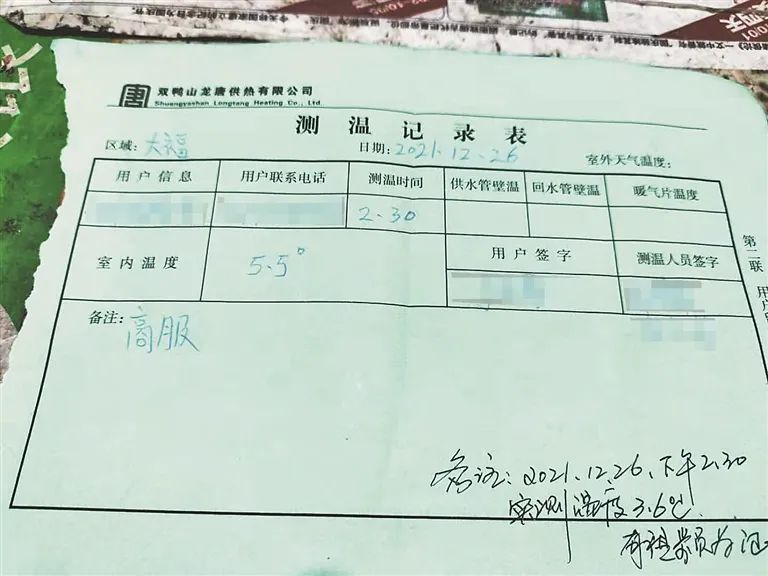 双鸭山龙唐供热有限公司
Shuangyashan Longtang Heating Co., Ltd.
测温记录表
区域：大福 日期：2021.12.26 室外天气温度：
用户信息 用户联系电话 测温时间 供水管壁温 回水管壁温 暖气片温度
2.30
室内温度 5.5° 用户签字 测温人员签字
备注：商服
第二联 用户
备注：2021.12.26.下午2.30
实测温度3.6
有